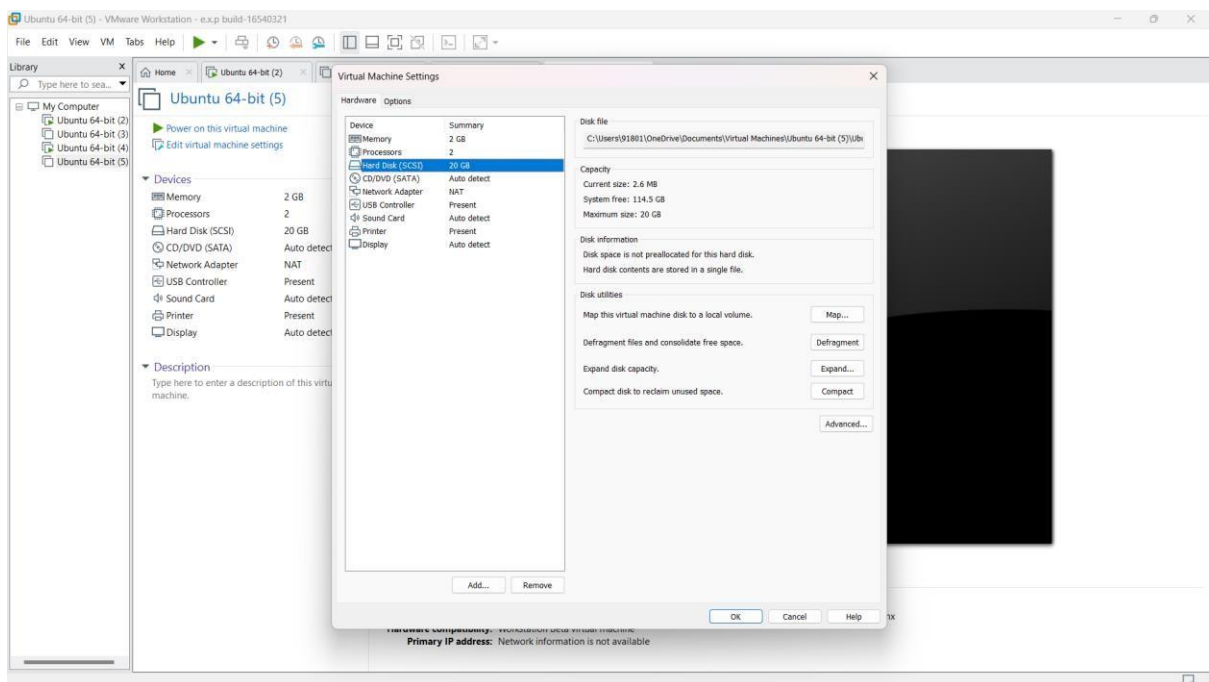 Ubuntu 64-bit (5) - VMware Workstation - e.x.p build-16540321
File Edit View VM Tabs Help
Library X
Type here to sea...
My Computer
Ubuntu 64-bit (2)
Ubuntu 64-bit (3)
Ubuntu 64-bit (4)
Ubuntu 64-bit (5)
Home
Ubuntu 64-bit (2)
Ubuntu 64-bit (5)
Power on this virtual machine
Edit virtual machine settings
Devices
Memory 2 GB
Processors 2
Hard Disk (SCSI) 20 GB
CD/DVD (SATA) Auto detect
Network Adapter NAT
USB Controller Present
Sound Card Auto detect
Printer Present
Display Auto detect
Description
Type here to enter a description of this virtu
machine.
Virtual Machine Settings
Hardware Options
Device Summary
Memory 2 GB
Processors 2
Hard Disk (SCSI) 20 GB
CD/DVD (SATA) Auto detect
Network Adapter NAT
USB Controller Present
Sound Card Auto detect
Printer Present
Display Auto detect
Add... Remove
Disk file
C:\Users\91801\OneDrive\Documents\Virtual Machines\Ubuntu 64-bit (5)\Ubu
Capacity
Current size: 2.6 MB
System free: 114.5 GB
Maximum size: 20 GB
Disk information
Disk space is not preallocated for this hard disk.
Hard disk contents are stored in a single file.
Disk utilities
Map this virtual machine disk to a local volume. Map...
Defragment files and consolidate free space. Defragment
Expand disk capacity. Expand...
Compact disk to reclaim unused space. Compact
Advanced...
OK Cancel Help
Hardware compatibility: Workstation Beta virtual machine
Primary IP address: Network information is not available